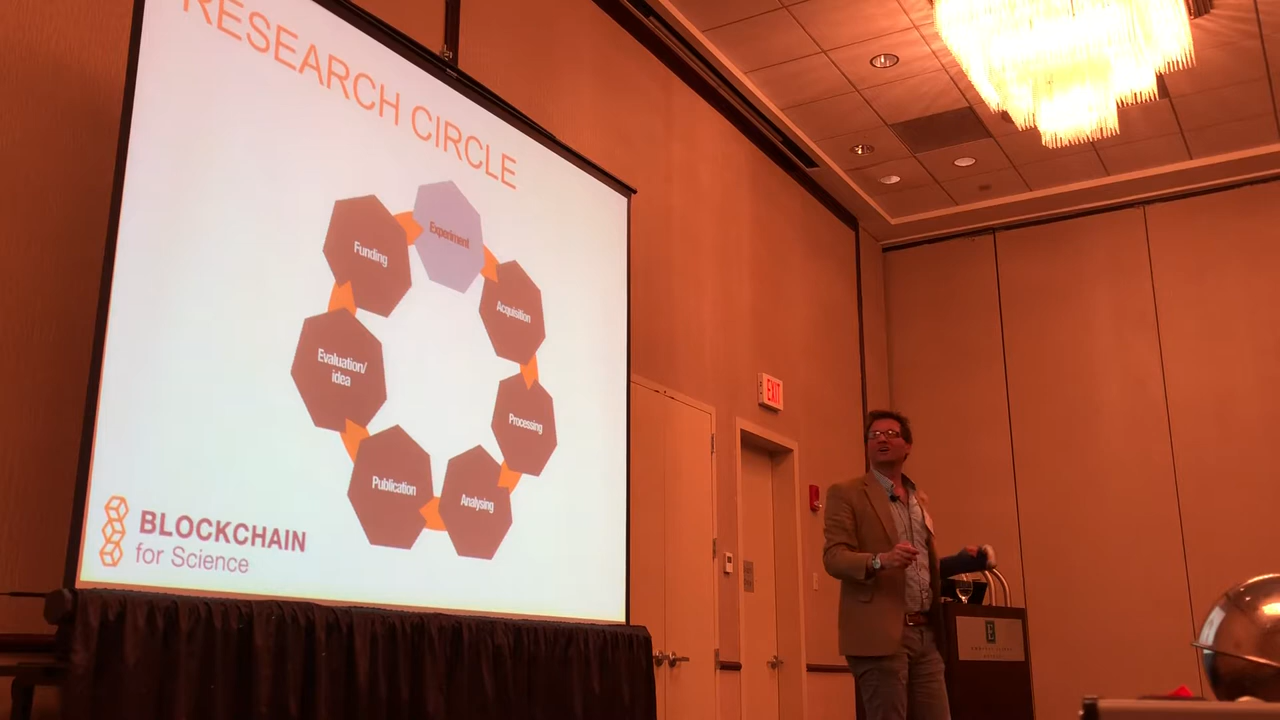 RESEARCH CIRCLE
Experiment
Funding
Acquisition
Evaluation/
idea
Processing
Publication
Analysing
BLOCKCHAIN
for Science
EXIT
E